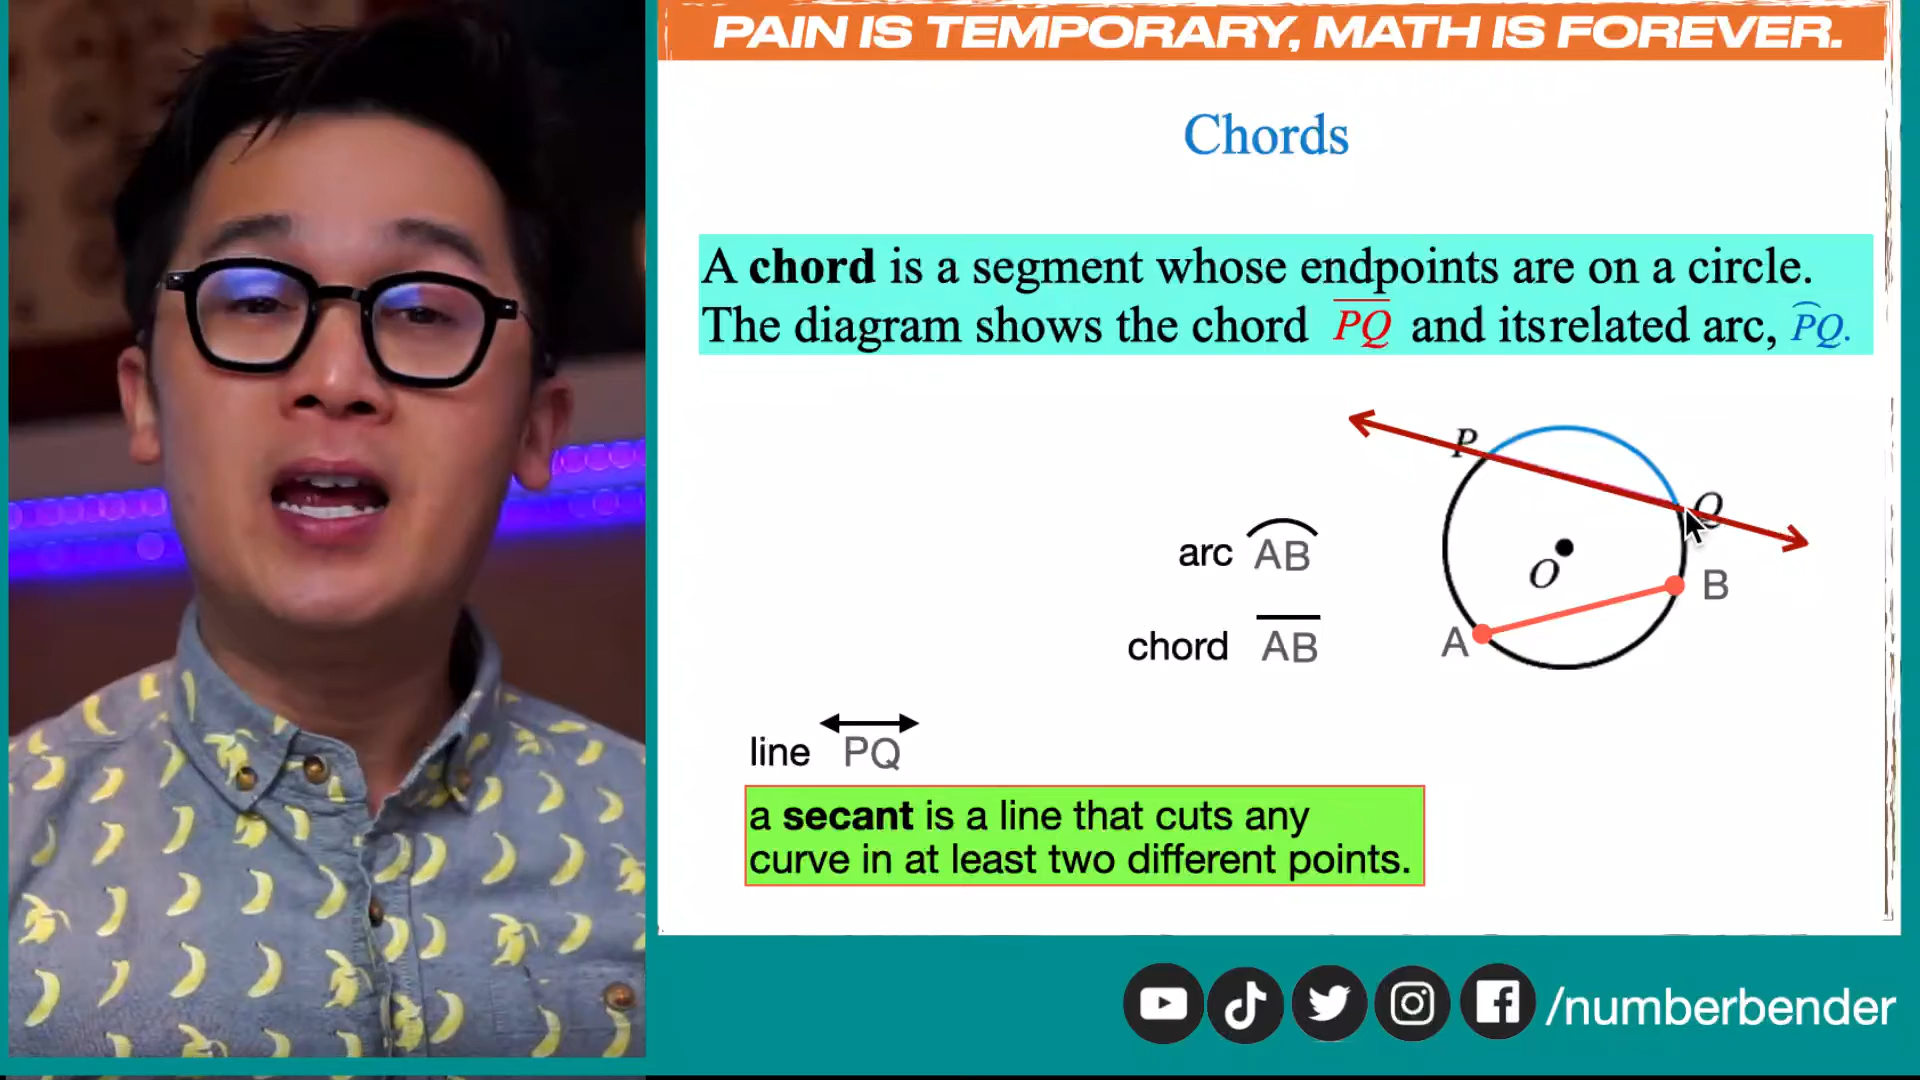 PAIN IS TEMPORARY, MATH IS FOREVER.
Chords
A chord is a segment whose endpoints are on a circle.
The diagram shows the chord PQ and itsrelated arc, PQ.
P
Q
arc AB
O
B
chord AB
A
line PQ
a secant is a line that cuts any
curve in at least two different points.
/numberbender